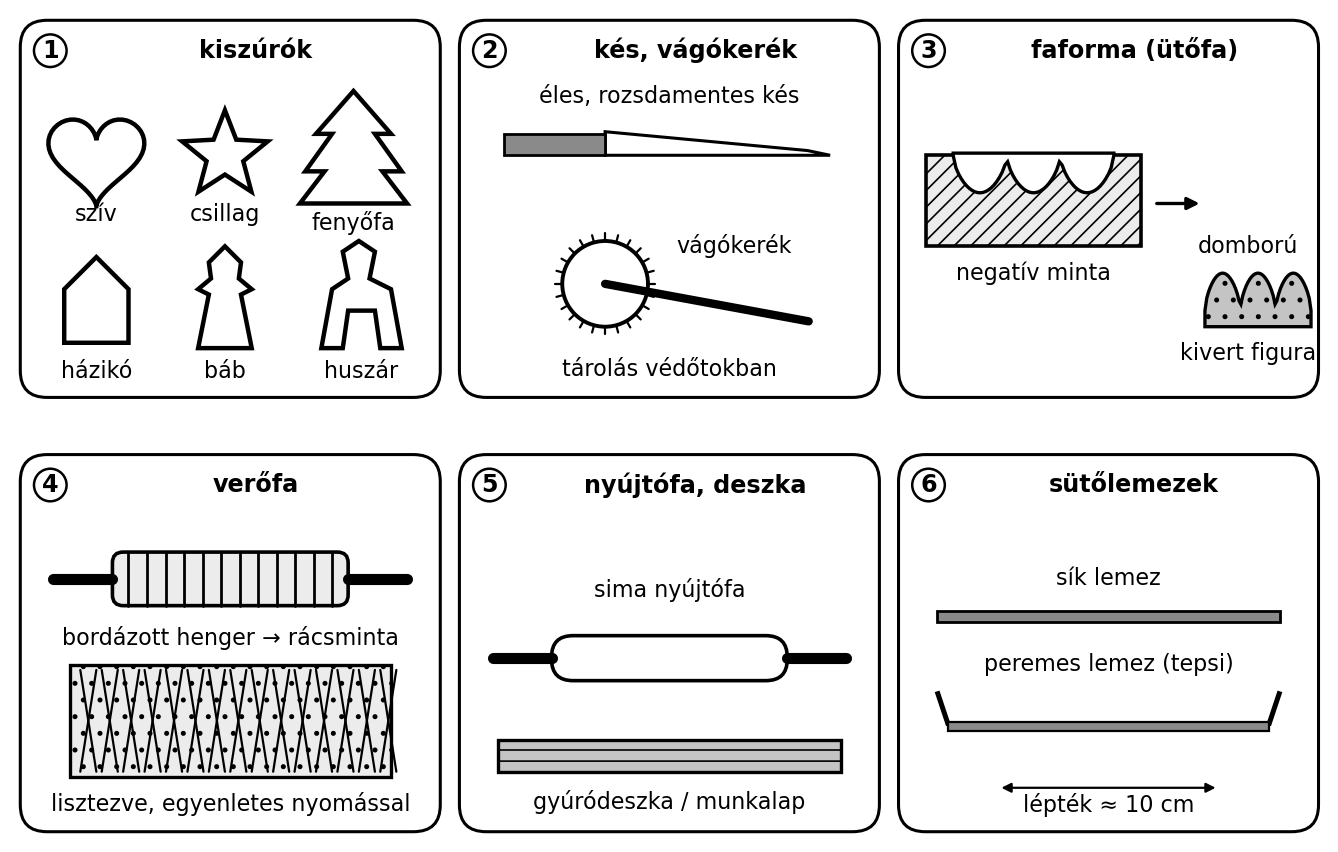 1 kiszúrók
szív csillag fenyőfa
házikó báb huszár
2 kés, vágókerék
éles, rozsdamentes kés
vágókerék
tárolás védőtokban
3 faforma (ütőfa)
domború
negatív minta
kivert figura
4 verőfa
bordázott henger → rácsminta
lisztezve, egyenletes nyomással
5 nyújtófa, deszka
sima nyújtófa
gyúródeszka / munkalap
6 sütőlemezek
sík lemez
peremes lemez (tepsi)
lépték ≈ 10 cm